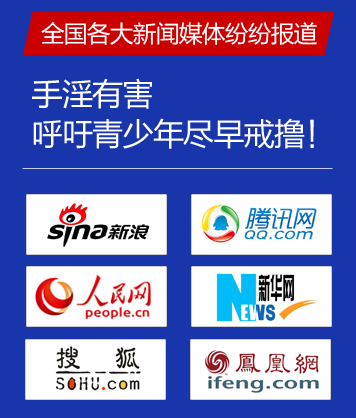 全国各大新闻媒体纷纷报道
手淫有害
呼吁青少年尽早戒撸！
sina新浪
腾讯网
QQ.com
人民网
people.cn
新华网
NEWS
搜狐
SOHU.com
鳳凰網
ifeng.com